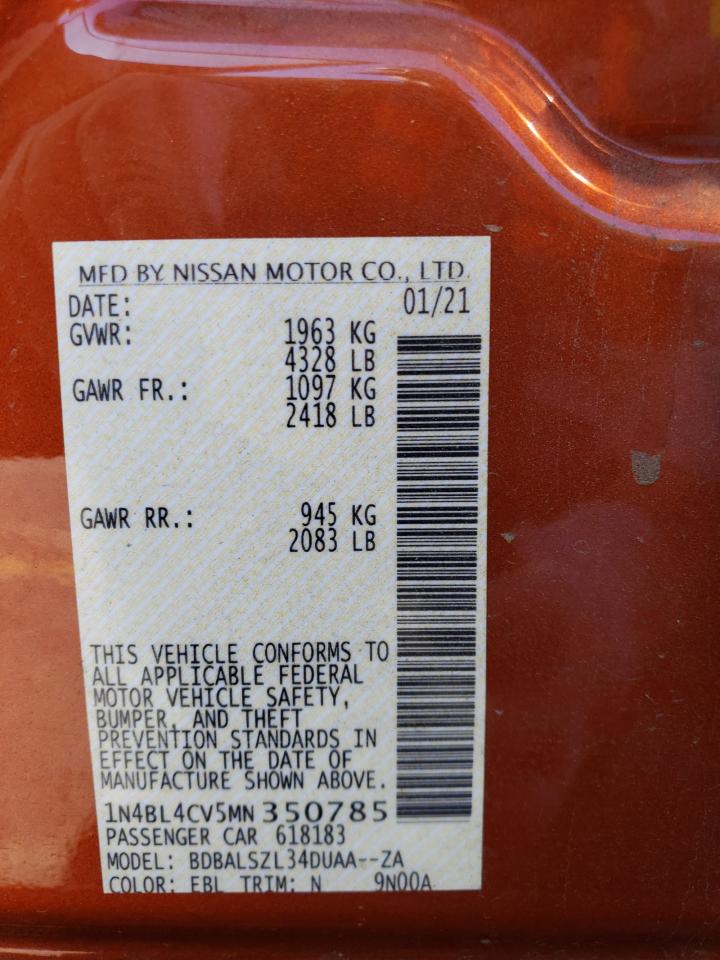 MFD BY NISSAN MOTOR CO., LTD.
DATE: 01/21
GVWR: 1963 KG
4328 LB
GAWR FR.: 1097 KG
2418 LB
GAWR RR.: 945 KG
2083 LB
THIS VEHICLE CONFORMS TO
ALL APPLICABLE FEDERAL
MOTOR VEHICLE SAFETY,
BUMPER, AND THEFT
PREVENTION STANDARDS IN
EFFECT ON THE DATE OF
MANUFACTURE SHOWN ABOVE.
1N4BL4CV5MN350785
PASSENGER CAR 618183
MODEL: BDBALSZL34DUAA--ZA
COLOR: EBL TRIM: N 9N00A